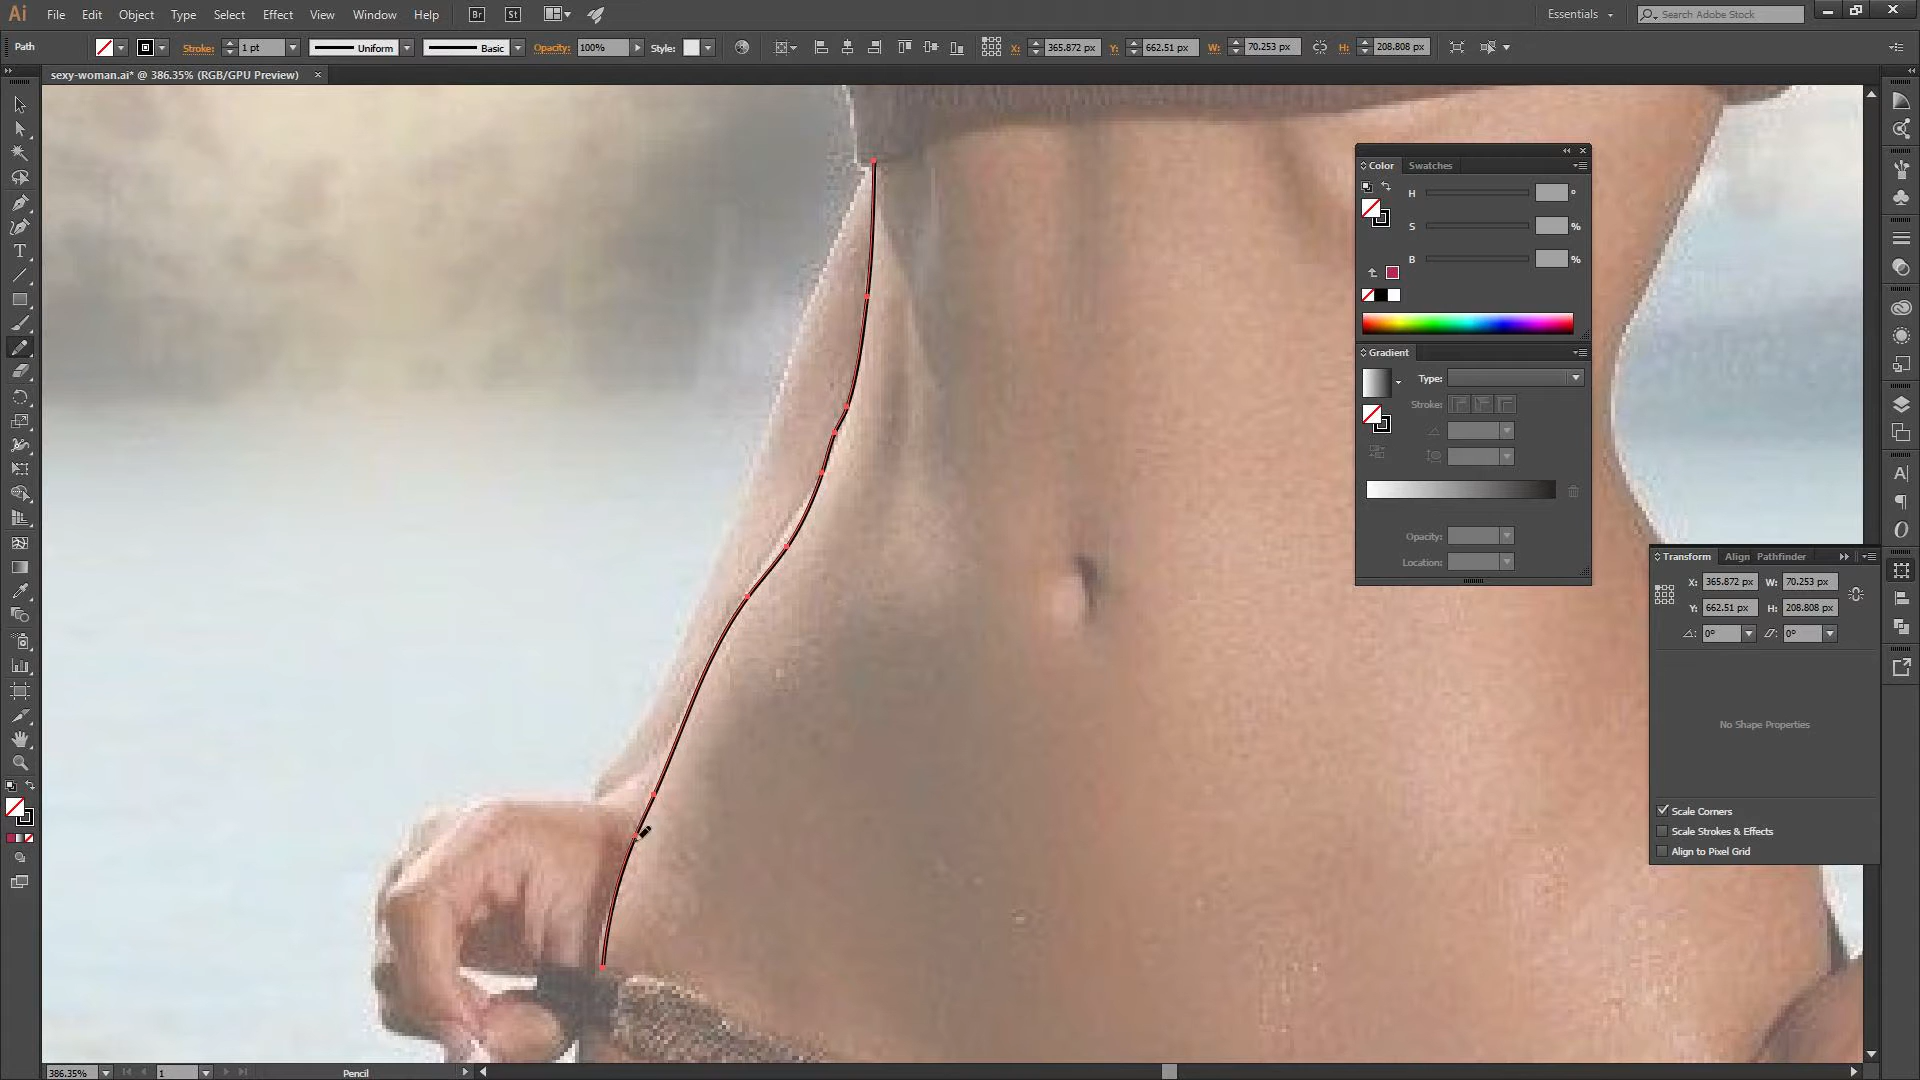 Ai File Edit Object Type Select Effect View Window Help Br St Essentials Search Adobe Stock
Path Stroke: 1 pt Uniform Basic Opacity: 100% Style: X: 365.872 px Y: 662.51 px W: 70.253 px H: 208.808 px
sexy-woman.ai* @ 386.35% (RGB/GPU Preview)
Color Swatches
H °
S %
B %
Gradient
Type:
Stroke:
Opacity:
Location:
Transform Align Pathfinder
X: 365.872 px W: 70.253 px
Y: 662.51 px H: 208.808 px
0° 0°
No Shape Properties
Scale Corners
Scale Strokes & Effects
Align to Pixel Grid
386.35% 1 Pencil